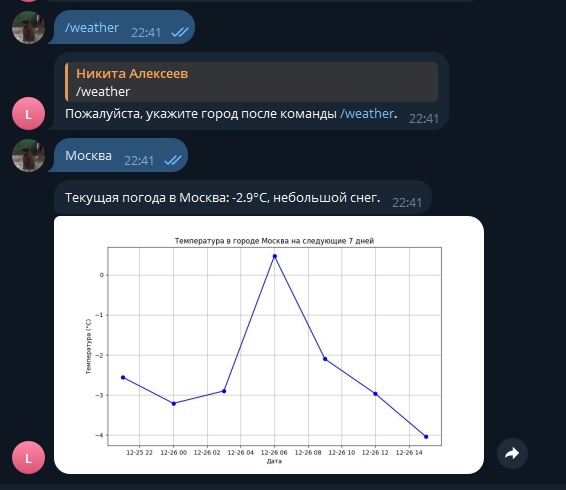 /weather 22:41
Никита Алексеев
/weather
Пожалуйста, укажите город после команды /weather. 22:41
L
Москва 22:41
Текущая погода в Москва: -2.9°C, небольшой снег. 22:41
Температура в городе Москва на следующие 7 дней
0
−1
−2
−3
−4
Температура (°C)
12-25 22 12-26 00 12-26 02 12-26 04 12-26 06 12-26 08 12-26 10 12-26 12 12-26 14
Дата
L